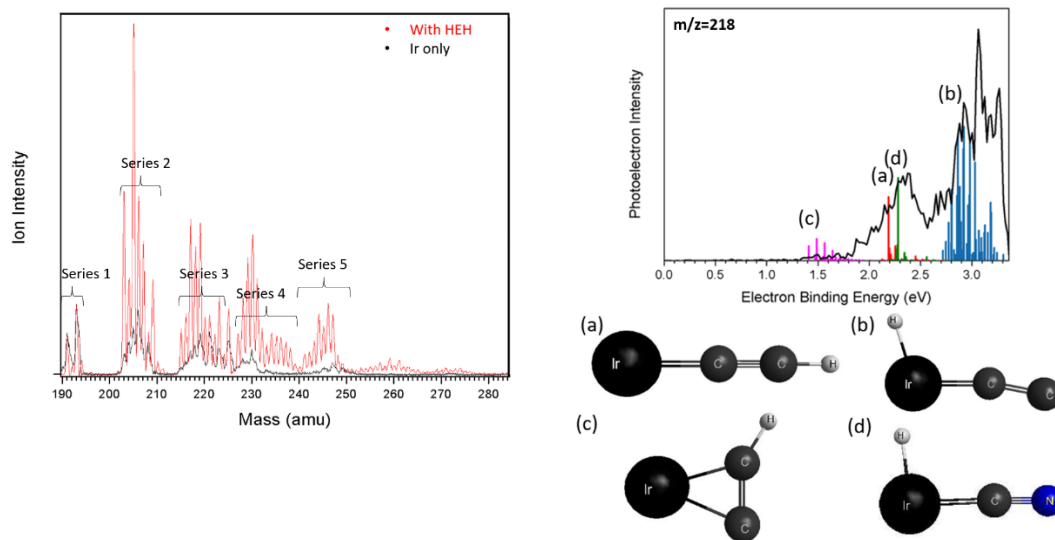 With HEH
Ir only
Series 1
Series 2
Series 3
Series 4
Series 5
Ion Intensity
190 200 210 220 230 240 250 260 270 280
Mass (amu)
m/z=218
(a)
(d)
(b)
(c)
Photoelectron Intensity
0.0 0.5 1.0 1.5 2.0 2.5 3.0
Electron Binding Energy (eV)
(a)
Ir C C H
(b)
H
Ir C C
(c)
H
Ir C
C
(d)
H
Ir C N